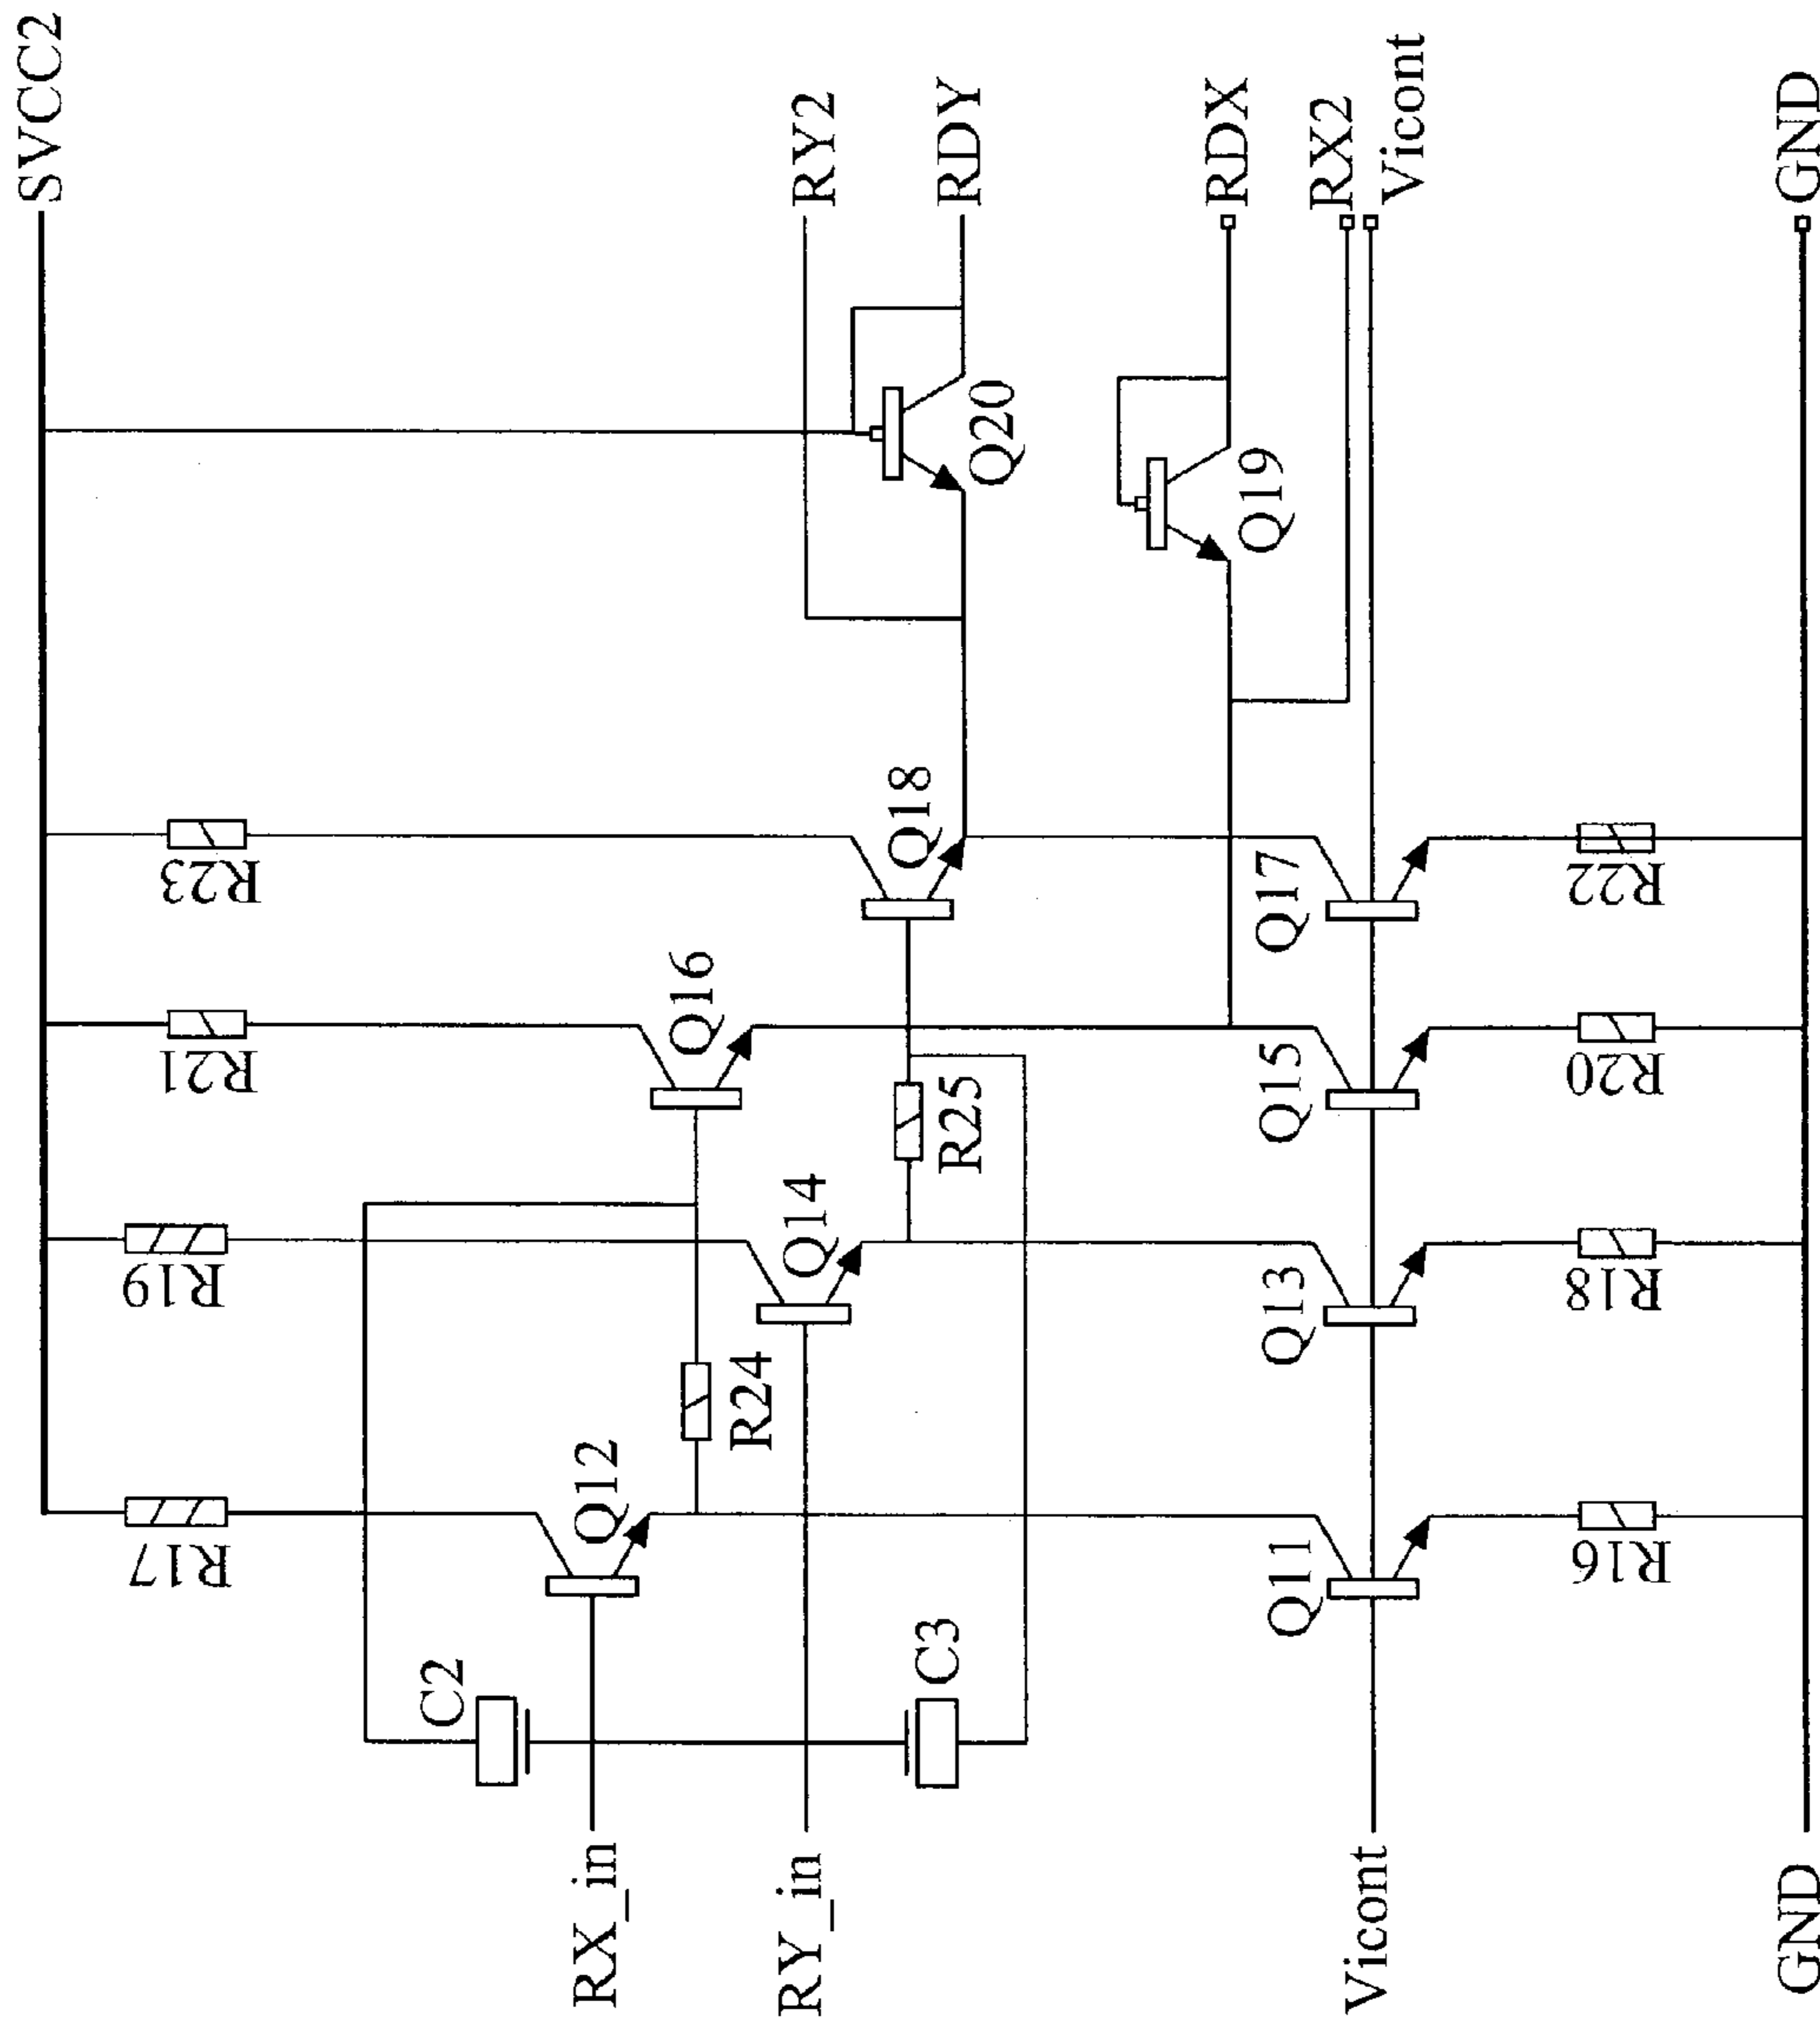 SVCC2
RY2
RDY
RDX
RX2
Vicont
GND
Q20
Q19
R23
Q18
Q17
R22
R21
Q16
R25
Q15
R20
R19
Q14
Q13
R18
R24
R17
Q12
Q11
R16
C2
C3
RX_in
RY_in
Vicont
GND